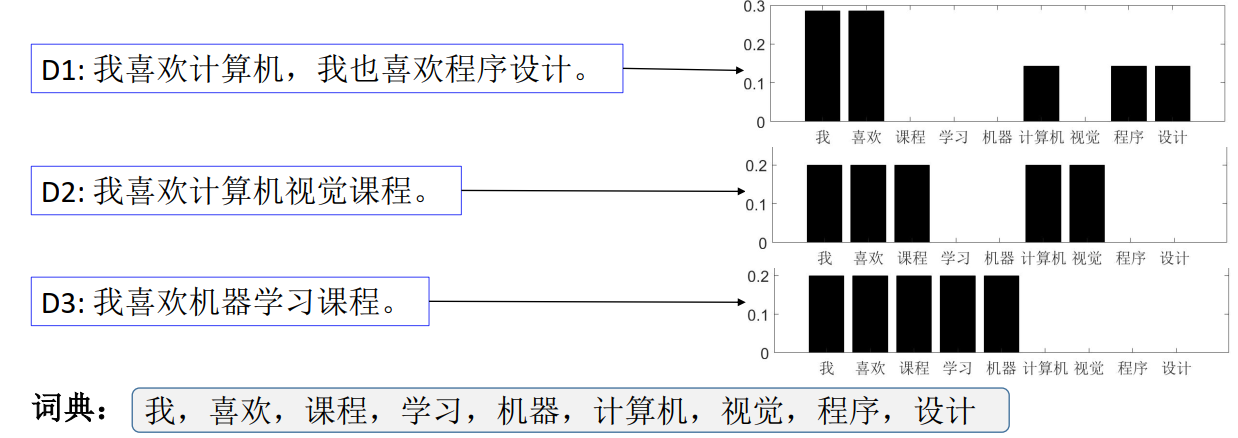 D1: 我喜欢计算机，我也喜欢程序设计。
0.3
0.2
0.1
0
我 喜欢 课程 学习 机器 计算机 视觉 程序 设计
D2: 我喜欢计算机视觉课程。
0.2
0.1
0
我 喜欢 课程 学习 机器 计算机 视觉 程序 设计
D3: 我喜欢机器学习课程。
0.2
0.1
0
我 喜欢 课程 学习 机器 计算机 视觉 程序 设计
词典： 我，喜欢，课程，学习，机器，计算机，视觉，程序，设计